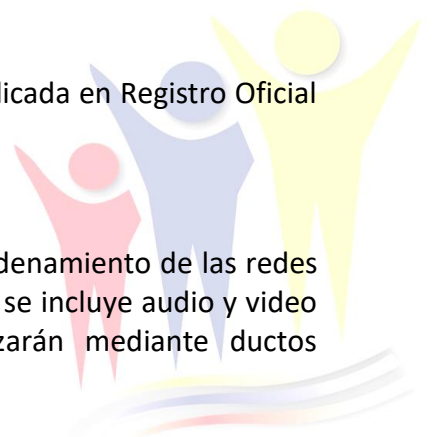 licada en Registro Oficial
denamiento de las redes
se incluye audio y video
zarán mediante ductos